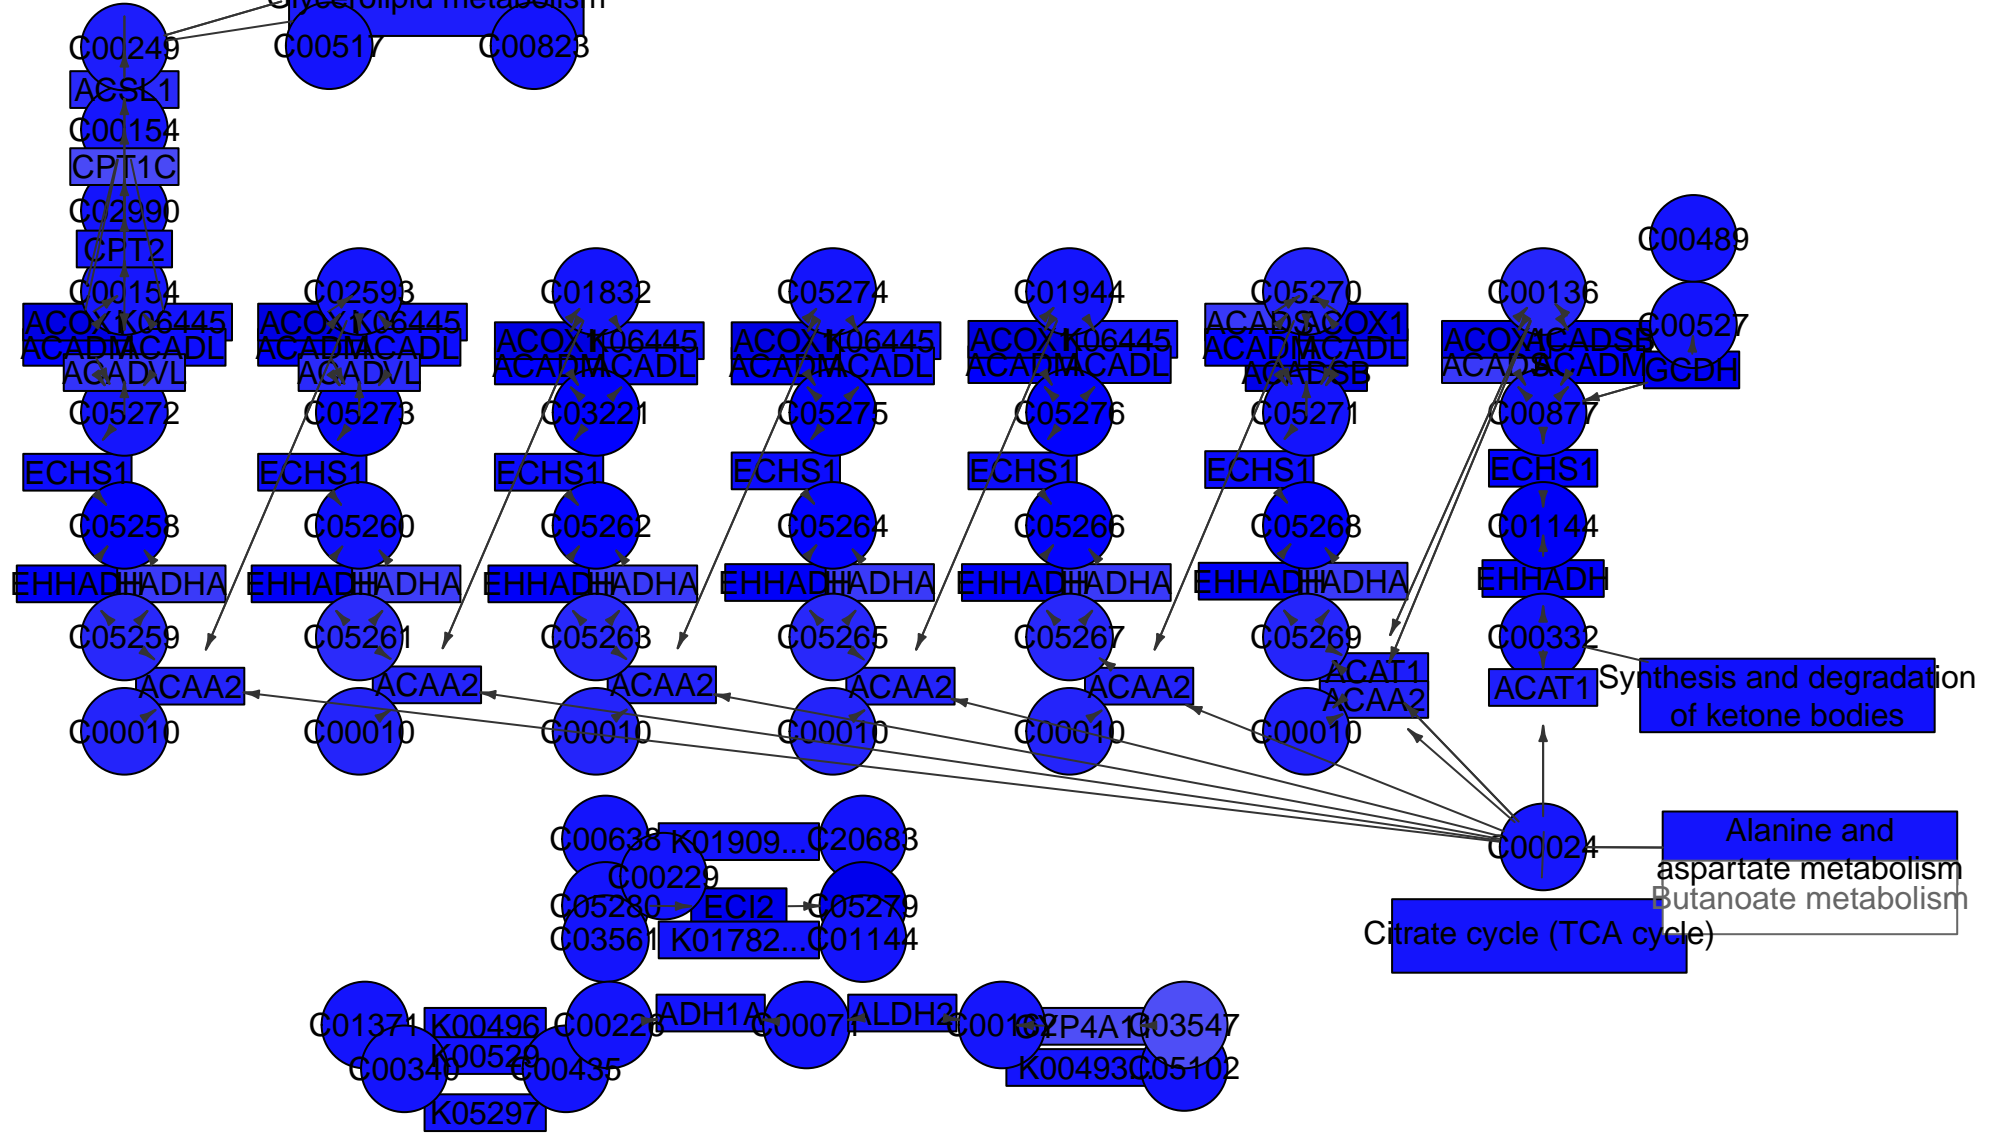 Glycerolipid metabolism
C00249
C00517
C00823
ACSL1
C00154
CPT1C
C02990
CPT2
C00489
C00154
C02593
C01832
C05274
C01944
C05270
C00136
C00527
ACOX1
K06445
ACOX1
K06445
ACOX1
K06445
ACOX1
K06445
ACOX1
K06445
ACADS
ACOX1
ACOX1
ACADSB
ACADM
ACADL
ACADM
ACADL
ACADM
ACADL
ACADM
ACADL
ACADM
ACADL
ACADM
ACADL
ACADS
ACADM
GCDH
ACADVL
ACADVL
ACADSB
C05272
C05273
C03221
C05275
C05276
C05271
C00877
ECHS1
ECHS1
ECHS1
ECHS1
ECHS1
ECHS1
ECHS1
C05258
C05260
C05262
C05264
C05266
C05268
C01144
EHHADH
HADHA
EHHADH
HADHA
EHHADH
HADHA
EHHADH
HADHA
EHHADH
HADHA
EHHADH
HADHA
EHHADH
C05259
C05261
C05263
C05265
C05267
C05269
C00332
ACAA2
ACAA2
ACAA2
ACAA2
ACAA2
ACAT1
ACAA2
ACAT1
Synthesis and degradation
of ketone bodies
C00010
C00010
C00010
C00010
C00010
C00010
C00638
K01909...
C20683
C00024
Alanine and
aspartate metabolism
Butanoate metabolism
C00229
C05280
ECI2
C05279
C03561
K01782...
C01144
Citrate cycle (TCA cycle)
C01371
K00496
C00226
ADH1A
C00071
ALDH2
C00162
CYP4A11
C03547
C00340
K00529
C00435
K00493...
C05102
K05297